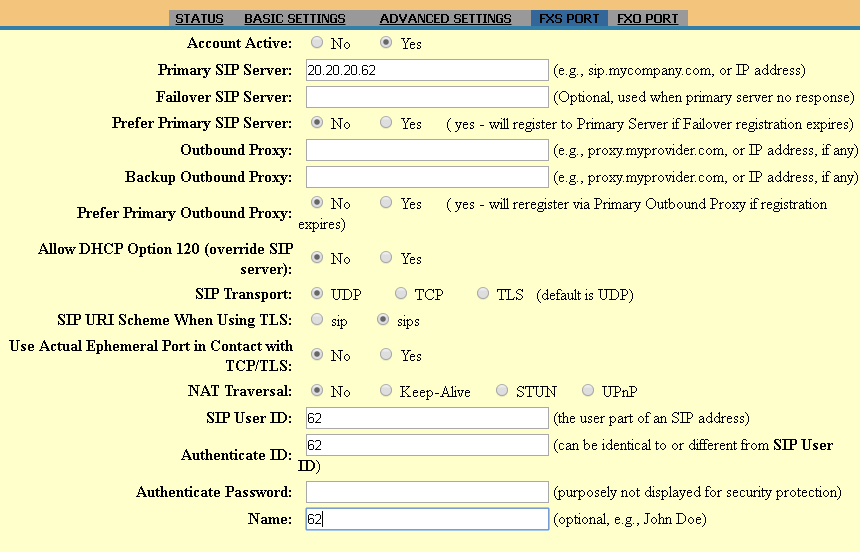 STATUS BASIC SETTINGS ADVANCED SETTINGS FXS PORT FXO PORT
Account Active: No Yes
Primary SIP Server: 20.20.20.62 (e.g., sip.mycompany.com, or IP address)
Failover SIP Server: (Optional, used when primary server no response)
Prefer Primary SIP Server: No Yes ( yes - will register to Primary Server if Failover registration expires)
Outbound Proxy: (e.g., proxy.myprovider.com, or IP address, if any)
Backup Outbound Proxy: (e.g., proxy.myprovider.com, or IP address, if any)
Prefer Primary Outbound Proxy: No Yes ( yes - will reregister via Primary Outbound Proxy if registration
expires)
Allow DHCP Option 120 (override SIP
server): No Yes
SIP Transport: UDP TCP TLS (default is UDP)
SIP URI Scheme When Using TLS: sip sips
Use Actual Ephemeral Port in Contact with
TCP/TLS: No Yes
NAT Traversal: No Keep-Alive STUN UPnP
SIP User ID: 62 (the user part of an SIP address)
Authenticate ID: 62 (can be identical to or different from SIP User
ID)
Authenticate Password: (purposely not displayed for security protection)
Name: 62 (optional, e.g., John Doe)